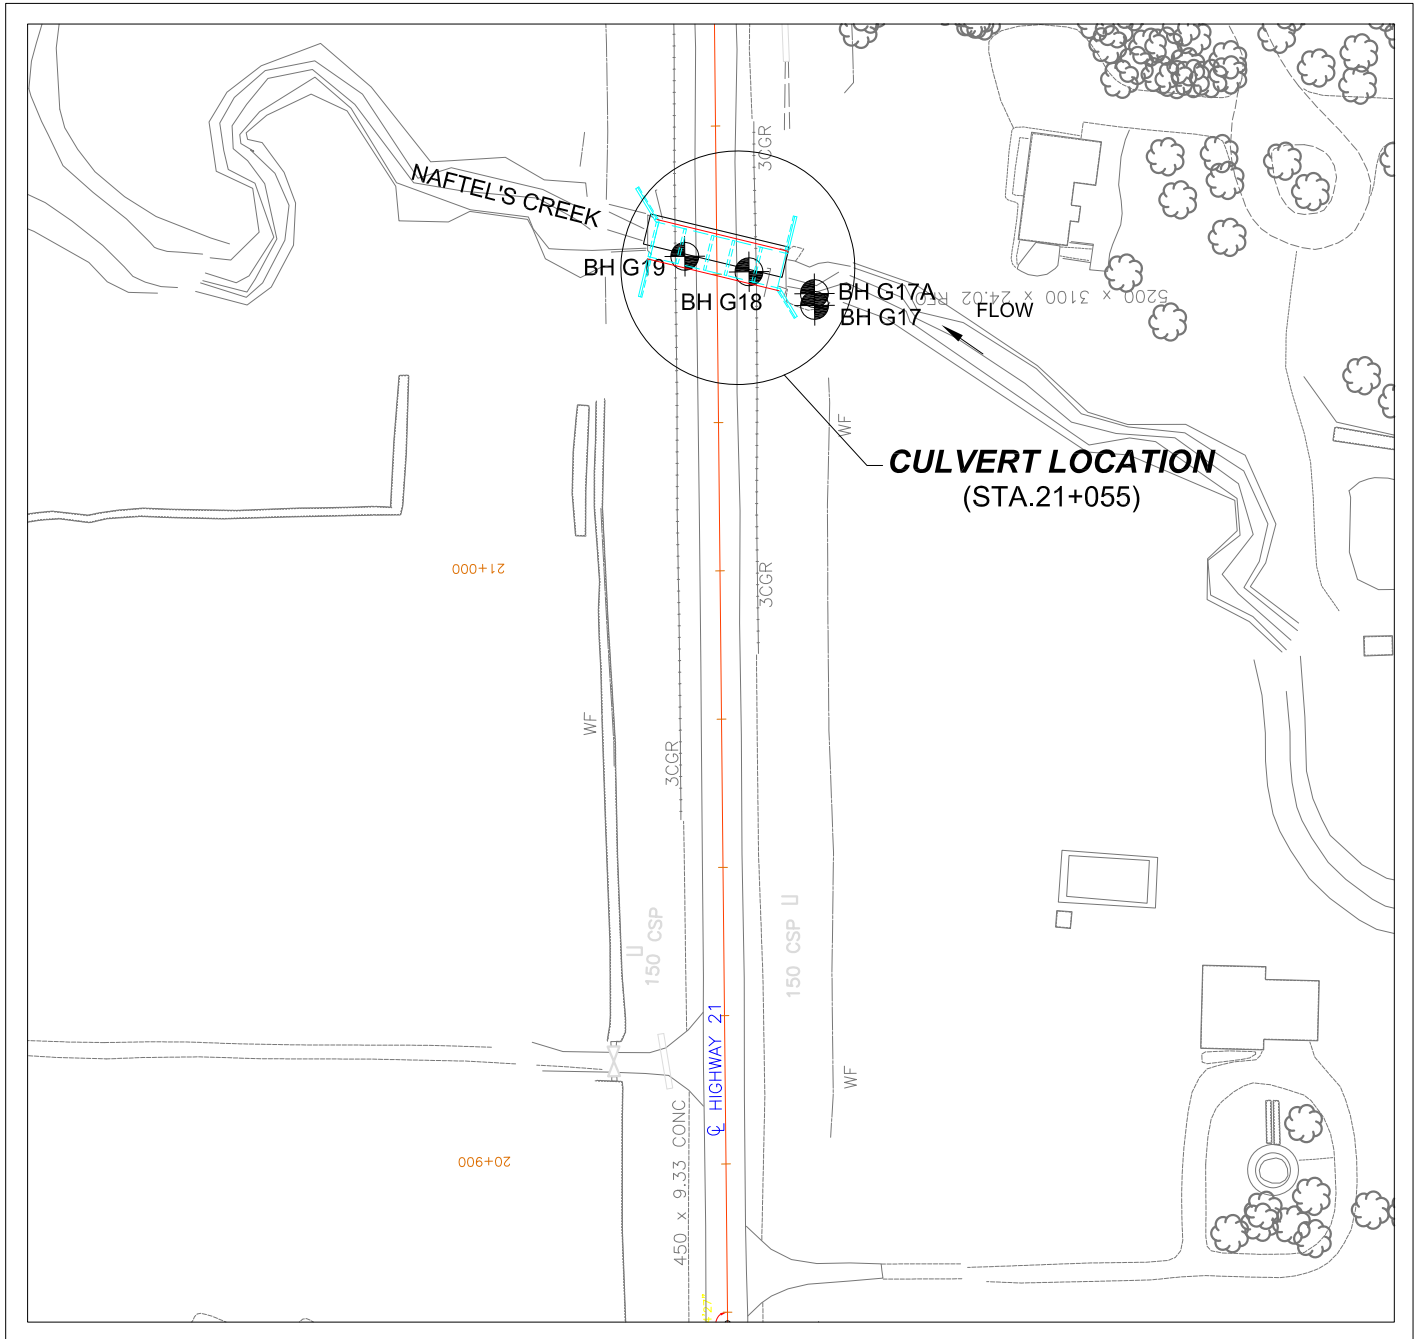 3CGR
NAFTEL'S CREEK
BH G19
BH G18
BH G17A
BH G17
5200 x 3100 x 24.02 RFO
FLOW
WF
CULVERT LOCATION
(STA.21+055)
21+000
3CGR
WF
3CGR
150 CSP
150 CSP
℄ HIGHWAY 21
WF
20+900
450 x 9.33 CONC